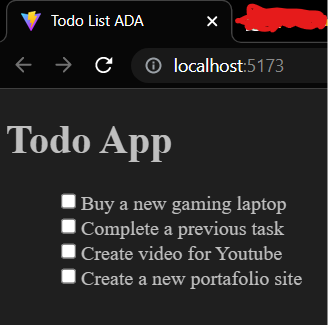 Todo List ADA
localhost:5173
Todo App
Buy a new gaming laptop
Complete a previous task
Create video for Youtube
Create a new portafolio site